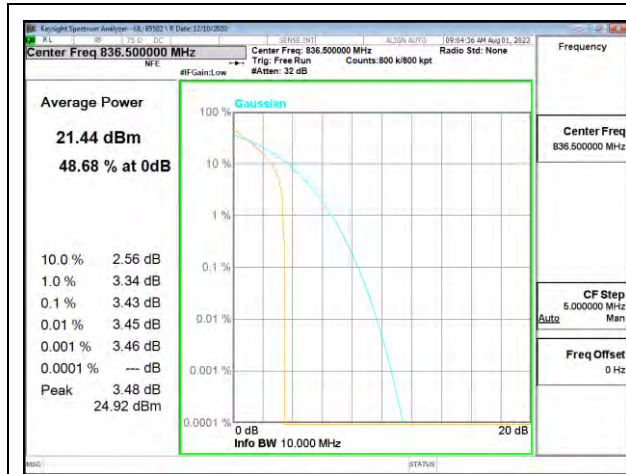 Keysight Spectrum Analyzer - UL: 85502 \ R Date: 12/10/2020
RL RF 75 Ω DC SENSE:INT ALIGN AUTO 09:04:36 AM Aug 01, 2022
Center Freq 836.500000 MHz
Center Freq: 836.500000 MHz Radio Std: None
NFE Trig: Free Run Counts:800 k/800 kpt
#IFGain:Low #Atten: 32 dB
Frequency
Average Power
21.44 dBm
48.68 % at 0dB
10.0 % 2.56 dB
1.0 % 3.34 dB
0.1 % 3.43 dB
0.01 % 3.45 dB
0.001 % 3.46 dB
0.0001 % --- dB
Peak 3.48 dB
24.92 dBm
Gaussian
100 %
10 %
1 %
0.1 %
0.01 %
0.001 %
0.0001 %
0 dB 20 dB
Info BW 10.000 MHz
Center Freq
836.500000 MHz
CF Step
5.000000 MHz
Auto Man
Freq Offset
0 Hz
MSG STATUS